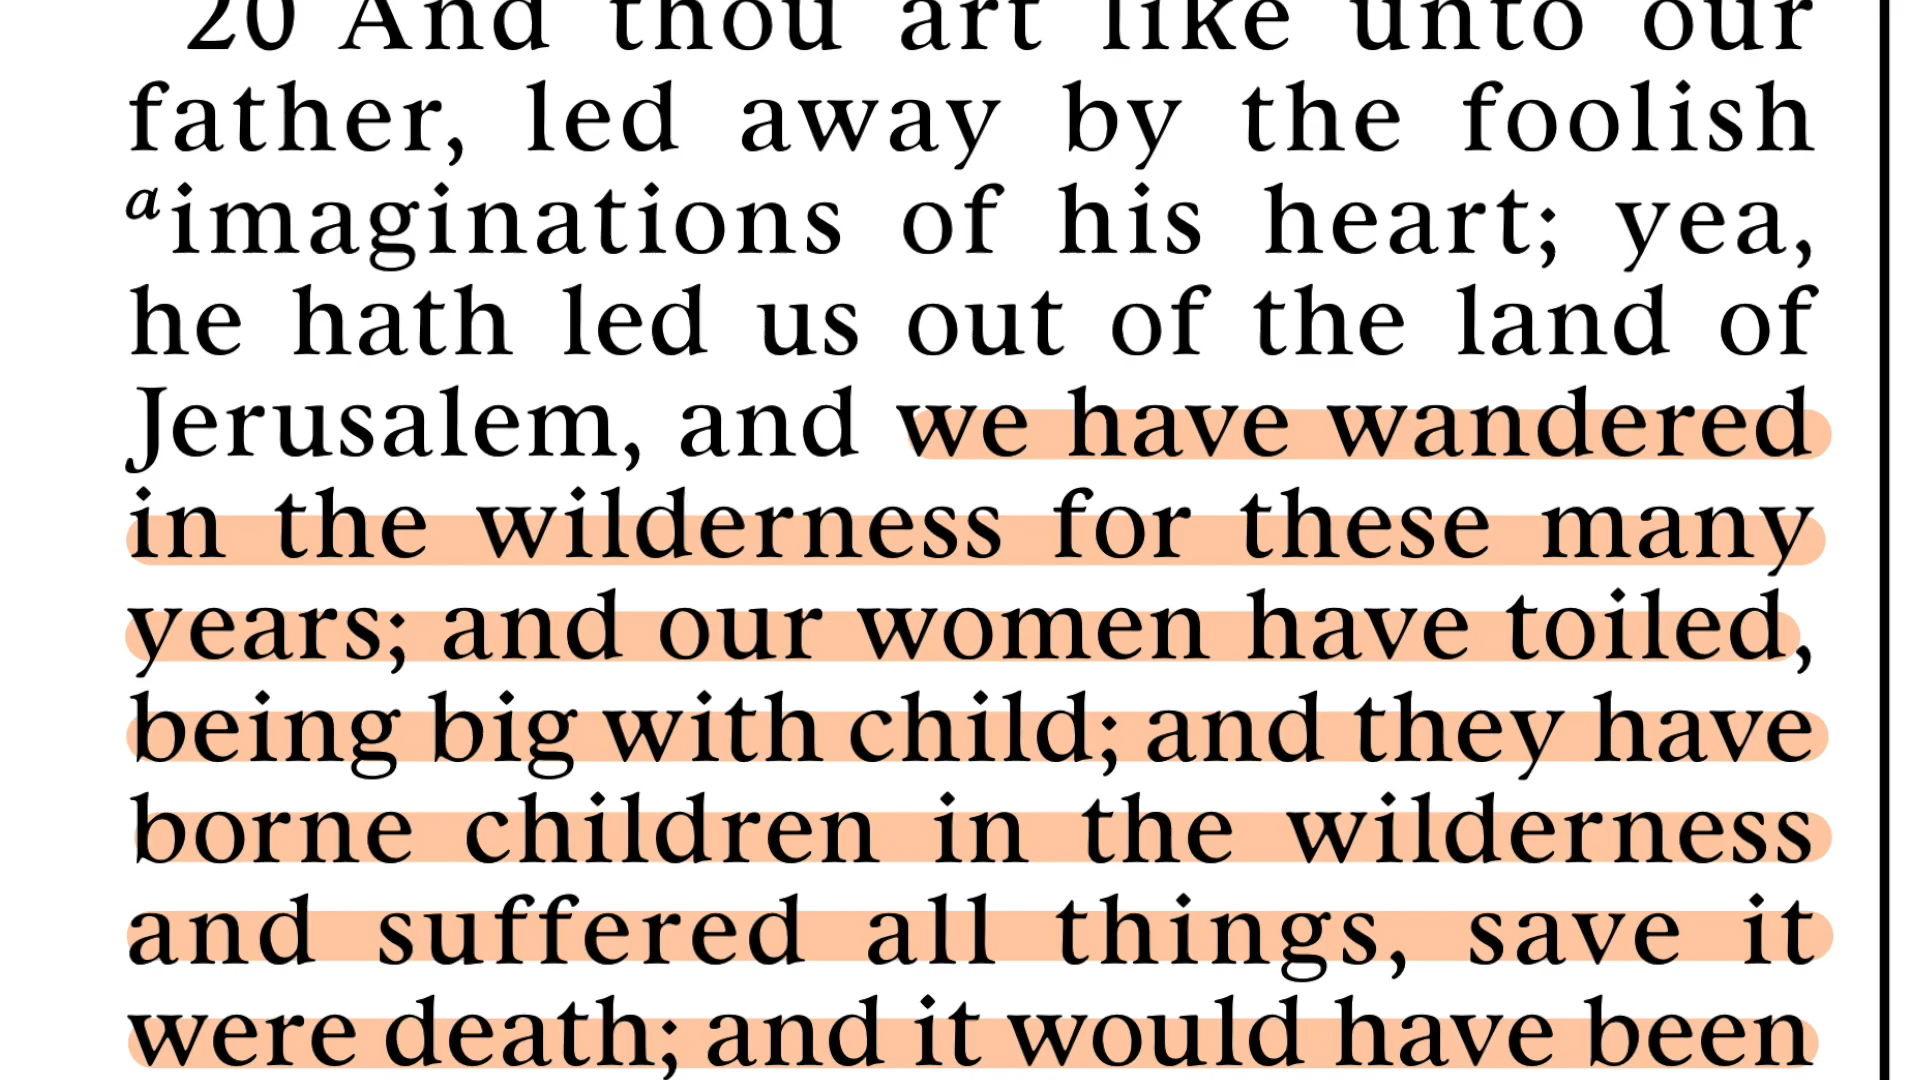 20 And thou art like unto our
father, led away by the foolish
aimaginations of his heart; yea,
he hath led us out of the land of
Jerusalem, and we have wandered
in the wilderness for these many
years; and our women have toiled,
being big with child; and they have
borne children in the wilderness
and suffered all things, save it
were death; and it would have been